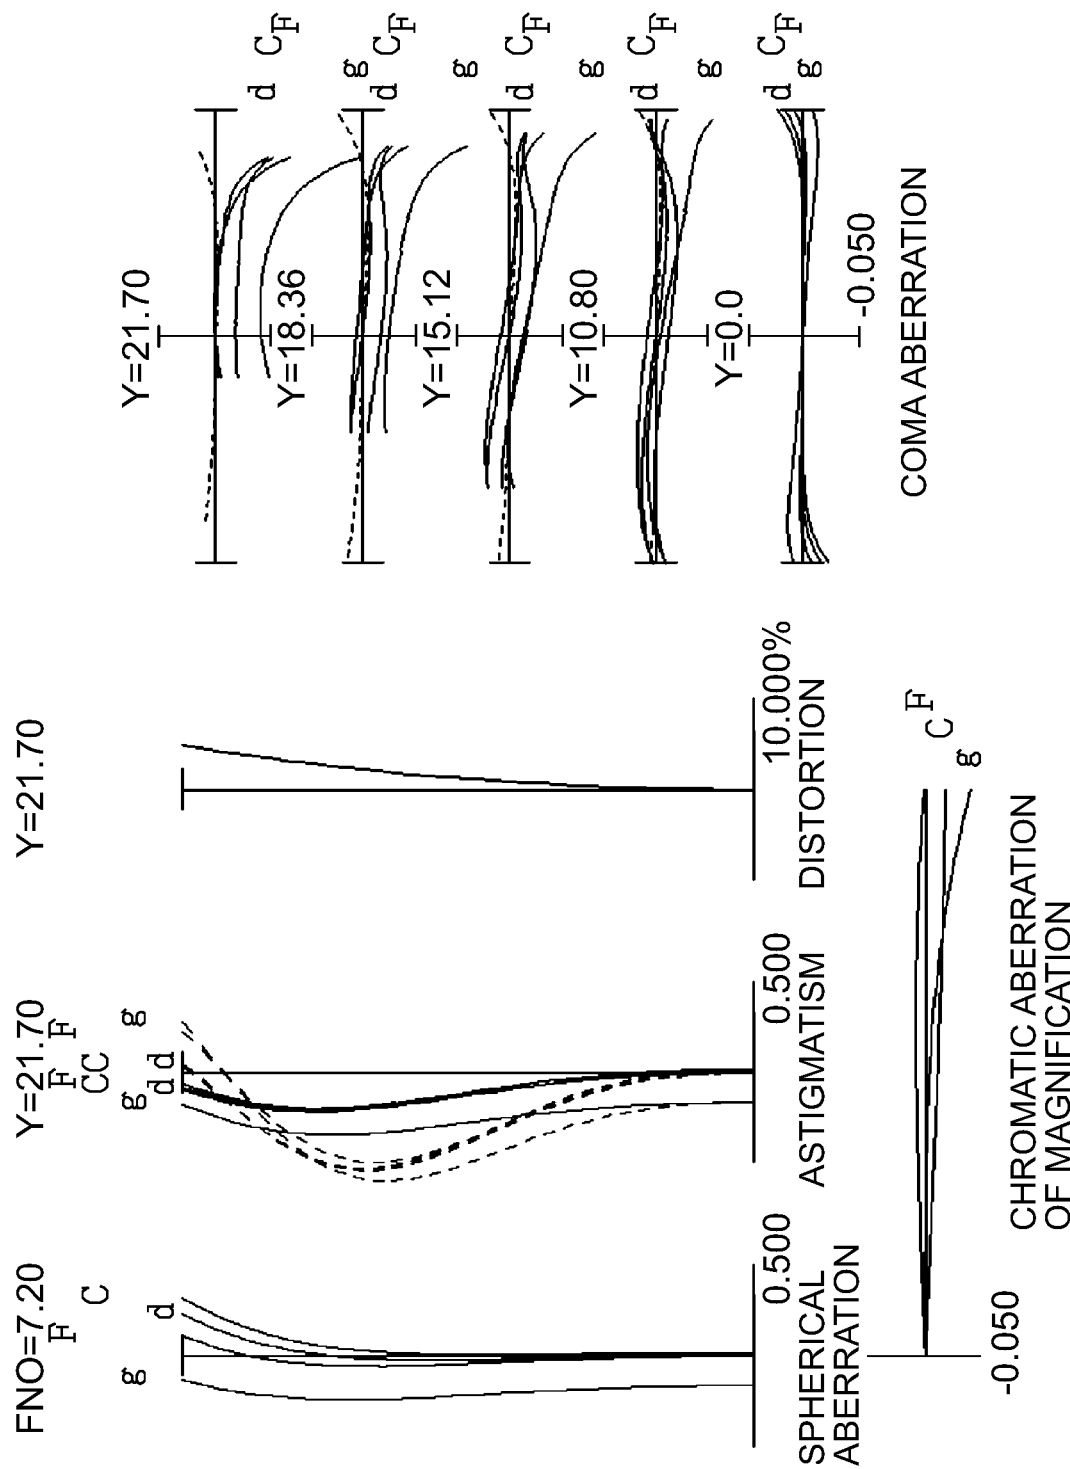 FNO=7.20
F
C
g
d
0.500
SPHERICAL
ABERRATION
Y=21.70
F
F
CC
g
g
d
d
0.500
ASTIGMATISM
Y=21.70
10.000%
DISTORTION
Y=21.70
d
C
F
g
Y=18.36
d
C
F
g
Y=15.12
d
C
F
g
Y=10.80
d
C
F
g
Y=0.0
d
C
F
g
-0.050
COMA ABERRATION
F
C
g
-0.050
CHROMATIC ABERRATION
OF MAGNIFICATION